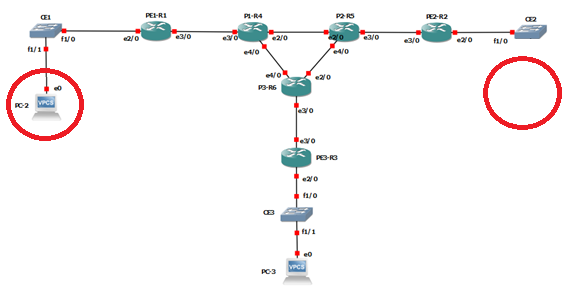 CE1
PE1-R1
P1-R4
P2-R5
PE2-R2
CE2
f1/0
e2/0
e3/0
e3/0
e2/0
e2/0
e3/0
e3/0
e2/0
f1/0
f1/1
e4/0
e4/0
e0
PC-2
VPCS
e4/0
e2/0
P3-R6
e3/0
e3/0
PE3-R3
e2/0
f1/0
CE3
f1/1
e0
PC-3
VPCS